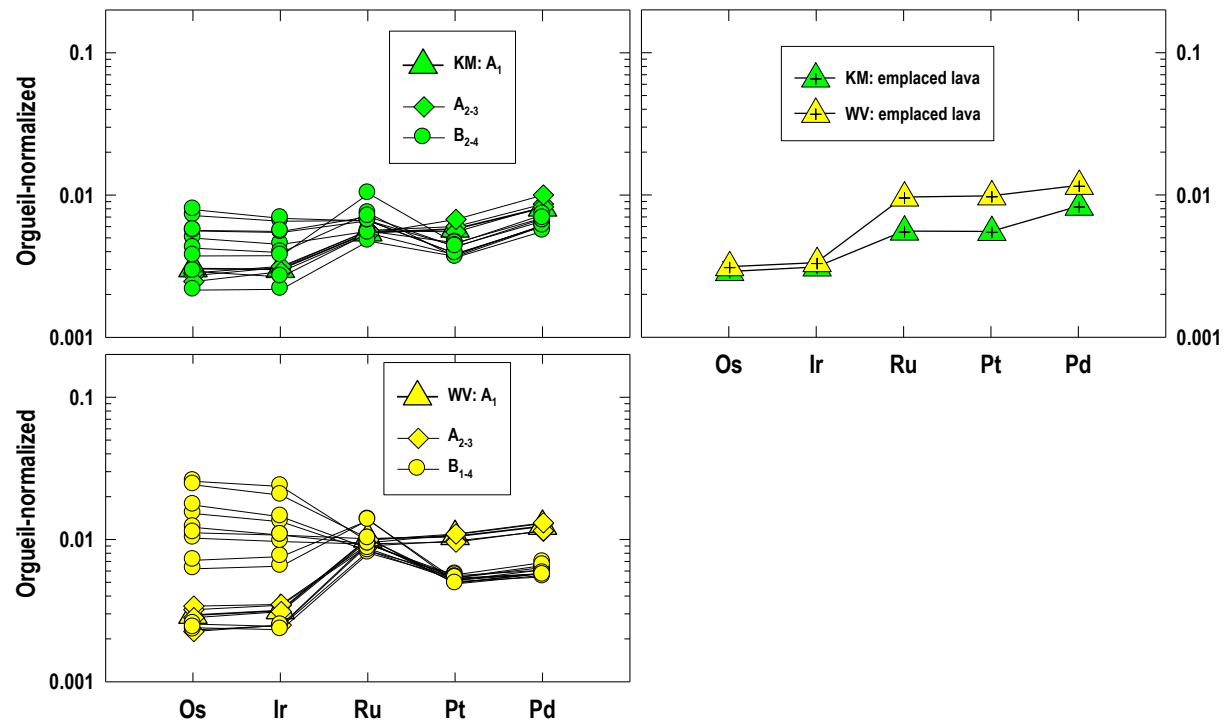 Orgueil-normalized
0.1
0.01
0.001
KM: A₁
A₂₋₃
B₂₋₄
KM: emplaced lava
WV: emplaced lava
0.1
0.01
0.001
Os Ir Ru Pt Pd
Orgueil-normalized
0.1
0.01
0.001
WV: A₁
A₂₋₃
B₁₋₄
Os Ir Ru Pt Pd